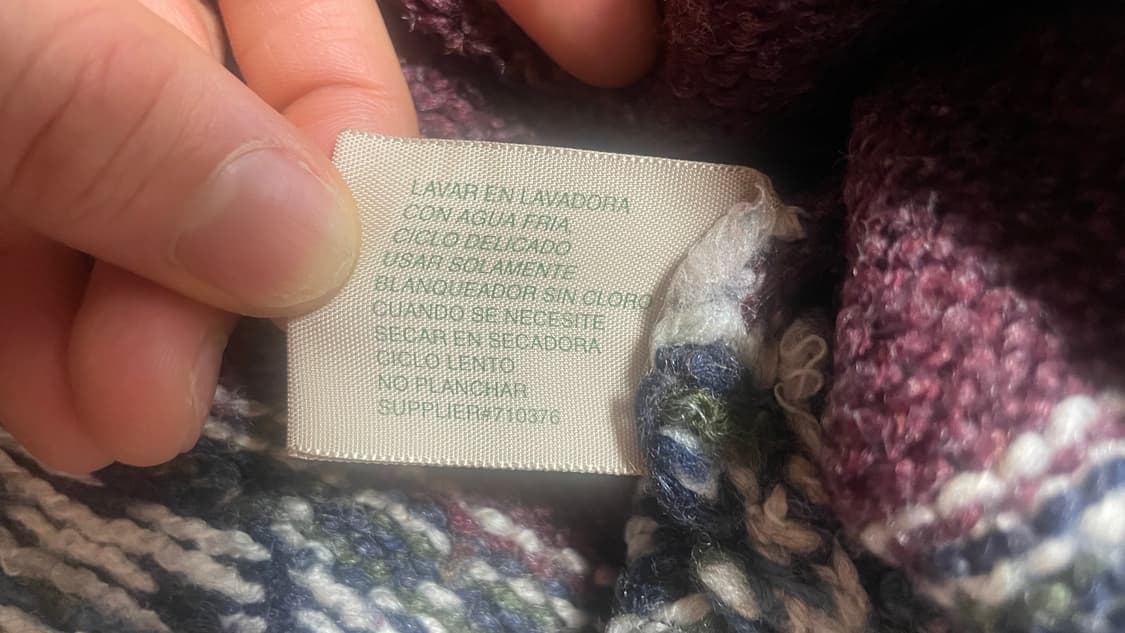 LAVAR EN LAVADORA
CON AGUA FRIA
CICLO DELICADO
USAR SOLAMENTE
BLANQUEADOR SIN CLORO
CUANDO SE NECESITE
SECAR EN SECADORA
CICLO LENTO
NO PLANCHAR
SUPPLIER#710376